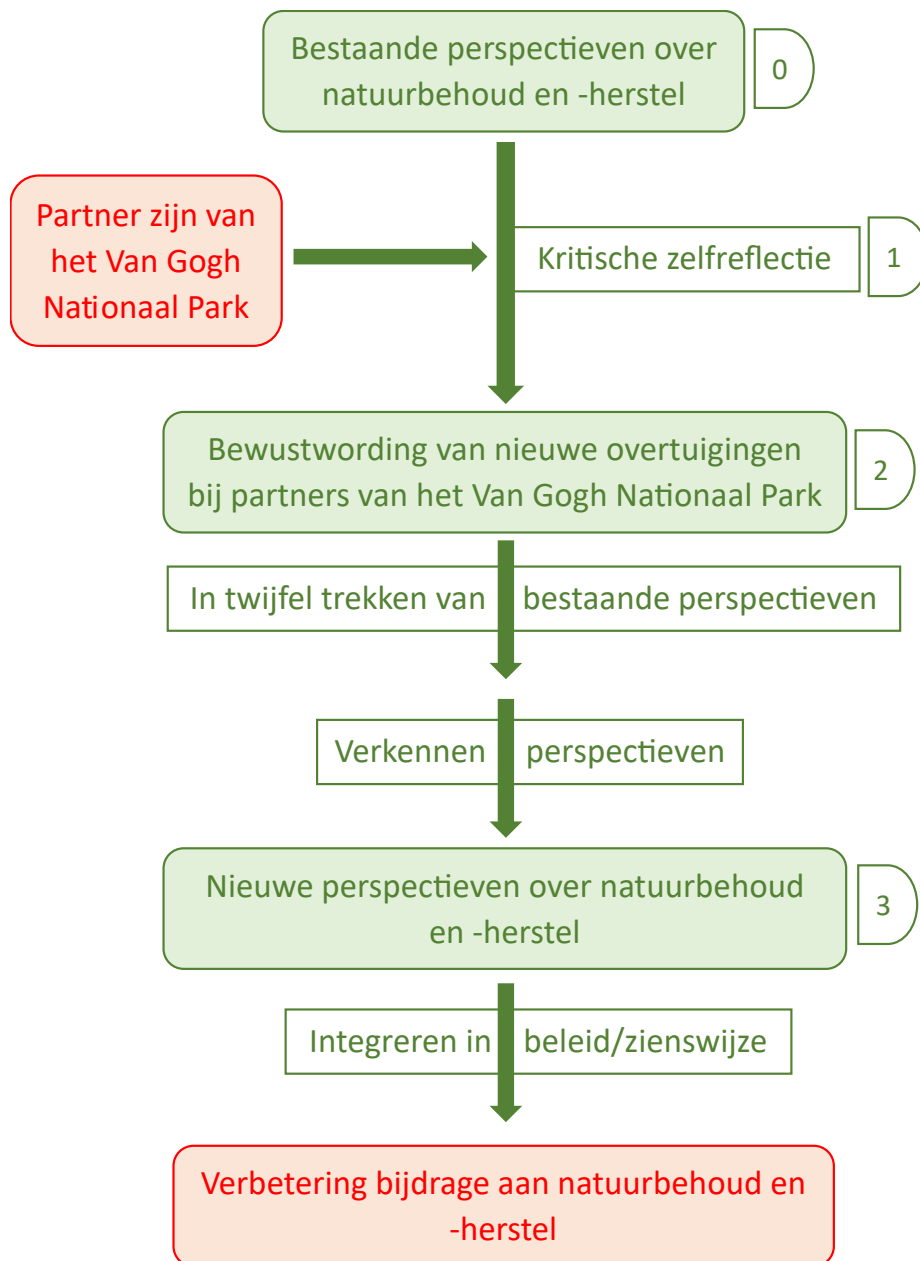 Bestaande perspectieven over
natuurbehoud en -herstel
0
Partner zijn van
het Van Gogh
Nationaal Park
Kritische zelfreflectie
1
Bewustwording van nieuwe overtuigingen
bij partners van het Van Gogh Nationaal Park
2
In twijfel trekken van bestaande perspectieven
Verkennen perspectieven
Nieuwe perspectieven over natuurbehoud
en -herstel
3
Integreren in beleid/zienswijze
Verbetering bijdrage aan natuurbehoud en
-herstel